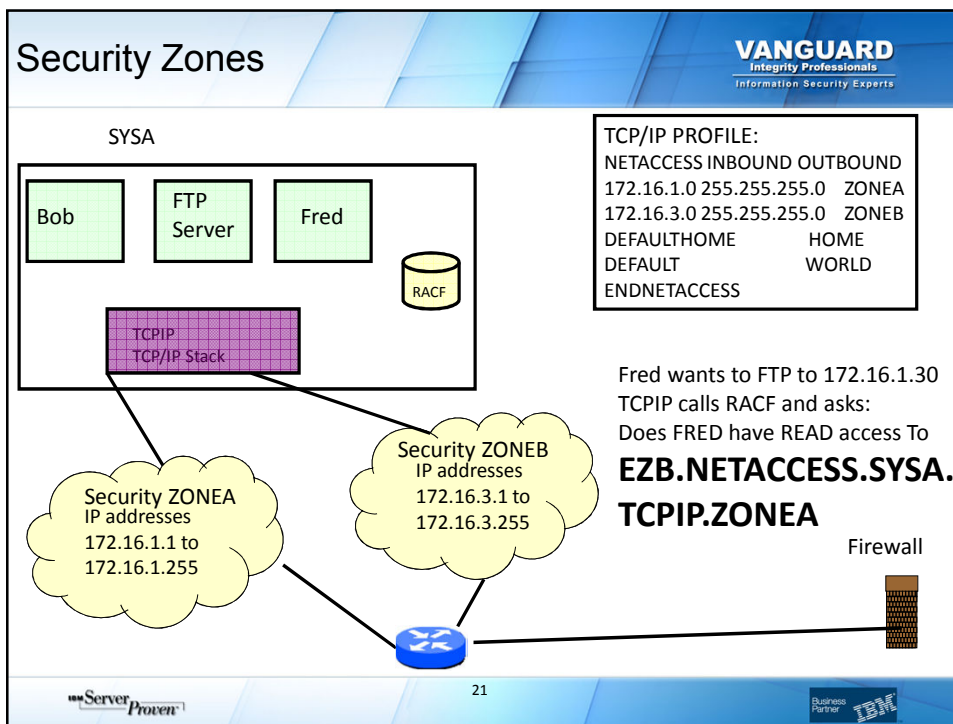 Security Zones
VANGUARD
Integrity Professionals
Information Security Experts
SYSA
Bob
FTP
Server
Fred
RACF
TCPIP
TCP/IP Stack
TCP/IP PROFILE:
NETACCESS INBOUND OUTBOUND
172.16.1.0 255.255.255.0 ZONEA
172.16.3.0 255.255.255.0 ZONEB
DEFAULTHOME HOME
DEFAULT WORLD
ENDNETACCESS
Fred wants to FTP to 172.16.1.30
TCPIP calls RACF and asks:
Does FRED have READ access To
EZB.NETACCESS.SYSA.
TCPIP.ZONEA
Security ZONEA
IP addresses
172.16.1.1 to
172.16.1.255
Security ZONEB
IP addresses
172.16.3.1 to
172.16.3.255
Firewall
IBM Server Proven
21
Business
Partner
IBM